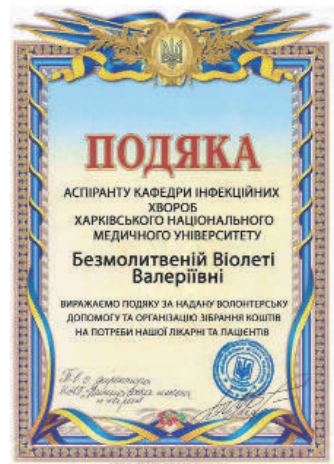 ПОДЯКА
АСПІРАНТУ КАФЕДРИ ІНФЕКЦІЙНИХ
ХВОРОБ
ХАРКІВСЬКОГО НАЦІОНАЛЬНОГО
МЕДИЧНОГО УНІВЕРСИТЕТУ
Безмолитвеній Віолеті
Валеріївні
ВИРАЖАЄМО ПОДЯКУ ЗА НАДАНУ ВОЛОНТЕРСЬКУ
ДОПОМОГУ ТА ОРГАНІЗАЦІЮ ЗІБРАННЯ КОШТІВ
НА ПОТРЕБИ НАШОЇ ЛІКАРНІ ТА ПАЦІЄНТІВ
директора